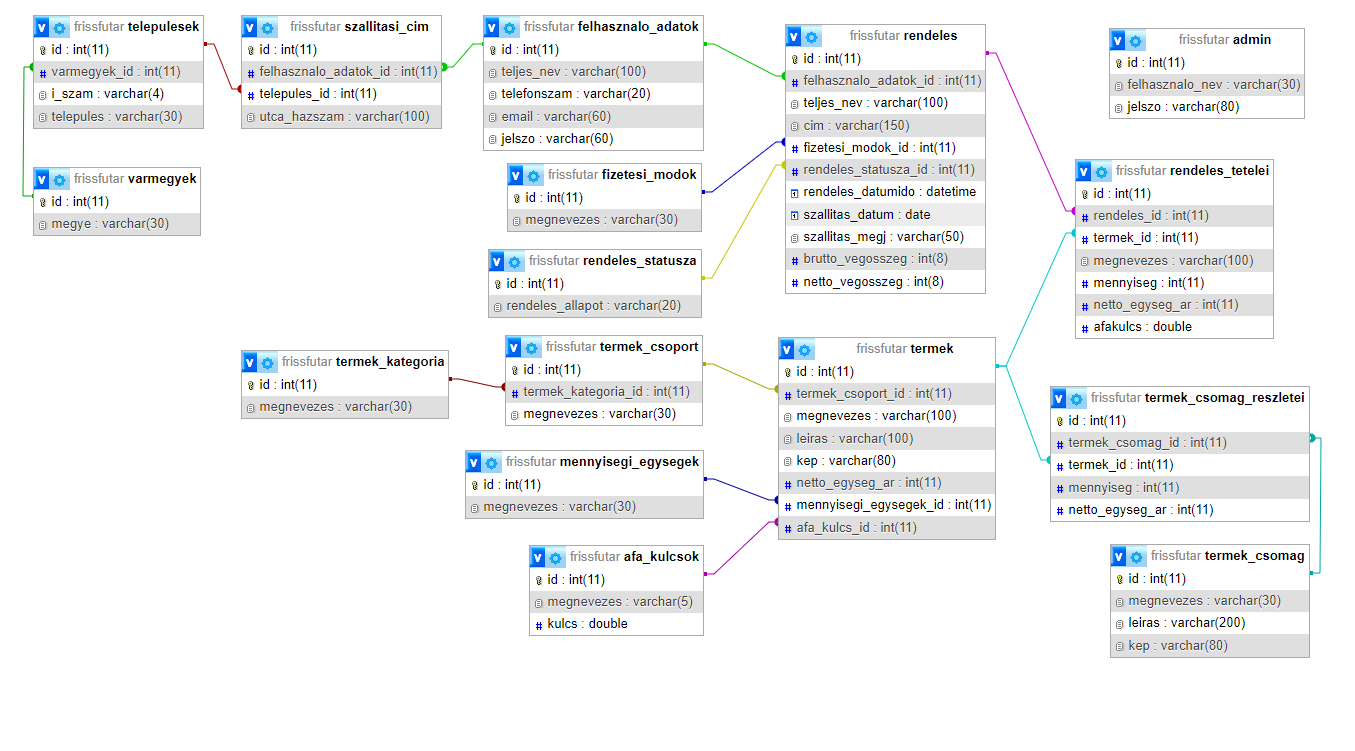 frissfutar telepulesek
id : int(11)
varmegyek_id : int(11)
i_szam : varchar(4)
telepules : varchar(30)
frissfutar varmegyek
id : int(11)
megye : varchar(30)
frissfutar szallitasi_cim
id : int(11)
felhasznalo_adatok_id : int(11)
telepules_id : int(11)
utca_hazszam : varchar(100)
frissfutar felhasznalo_adatok
id : int(11)
teljes_nev : varchar(100)
telefonszam : varchar(20)
email : varchar(60)
jelszo : varchar(60)
frissfutar fizetesi_modok
id : int(11)
megnevezes : varchar(30)
frissfutar rendeles_statusza
id : int(11)
rendeles_allapot : varchar(20)
frissfutar rendeles
id : int(11)
felhasznalo_adatok_id : int(11)
teljes_nev : varchar(100)
cim : varchar(150)
fizetesi_modok_id : int(11)
rendeles_statusza_id : int(11)
rendeles_datumido : datetime
szallitas_datum : date
szallitas_megj : varchar(50)
brutto_vegosszeg : int(8)
netto_vegosszeg : int(8)
frissfutar admin
id : int(11)
felhasznalo_nev : varchar(30)
jelszo : varchar(80)
frissfutar rendeles_tetelei
id : int(11)
rendeles_id : int(11)
termek_id : int(11)
megnevezes : varchar(100)
mennyiseg : int(11)
netto_egyseg_ar : int(11)
afakulcs : double
frissfutar termek_kategoria
id : int(11)
megnevezes : varchar(30)
frissfutar termek_csoport
id : int(11)
termek_kategoria_id : int(11)
megnevezes : varchar(30)
frissfutar mennyisegi_egysegek
id : int(11)
megnevezes : varchar(30)
frissfutar afa_kulcsok
id : int(11)
megnevezes : varchar(5)
kulcs : double
frissfutar termek
id : int(11)
termek_csoport_id : int(11)
megnevezes : varchar(100)
leiras : varchar(100)
kep : varchar(80)
netto_egyseg_ar : int(11)
mennyisegi_egysegek_id : int(11)
afa_kulcs_id : int(11)
frissfutar termek_csomag_reszletei
id : int(11)
termek_csomag_id : int(11)
termek_id : int(11)
mennyiseg : int(11)
netto_egyseg_ar : int(11)
frissfutar termek_csomag
id : int(11)
megnevezes : varchar(30)
leiras : varchar(200)
kep : varchar(80)